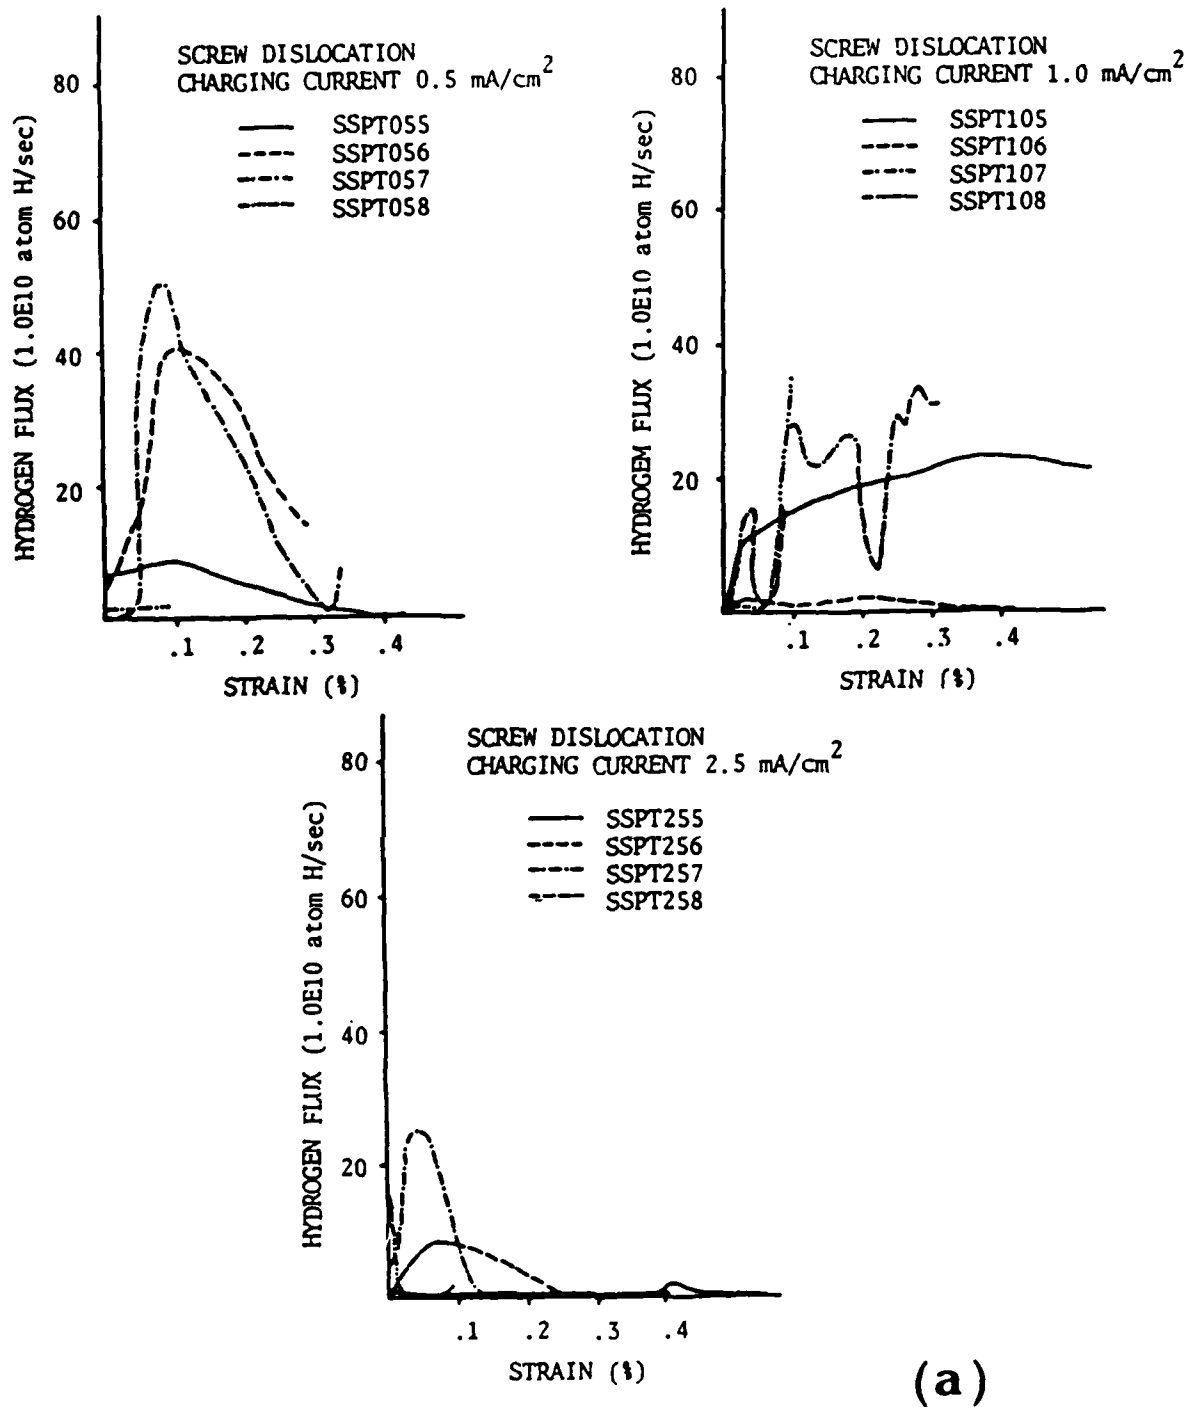 SCREW DISLOCATION
CHARGING CURRENT 0.5 mA/cm²
SSPT055
SSPT056
SSPT057
SSPT058
HYDROGEN FLUX (1.0E10 atom H/sec)
80
60
40
20
.1 .2 .3 .4
STRAIN (%)
SCREW DISLOCATION
CHARGING CURRENT 1.0 mA/cm²
SSPT105
SSPT106
SSPT107
SSPT108
HYDROGEM FLUX (1.0E10 atom H/sec)
80
60
40
20
.1 .2 .3 .4
STRAIN (%)
SCREW DISLOCATION
CHARGING CURRENT 2.5 mA/cm²
SSPT255
SSPT256
SSPT257
SSPT258
HYDROGEN FLUX (1.0E10 atom H/sec)
80
60
40
20
.1 .2 .3 .4
STRAIN (%)
(a)